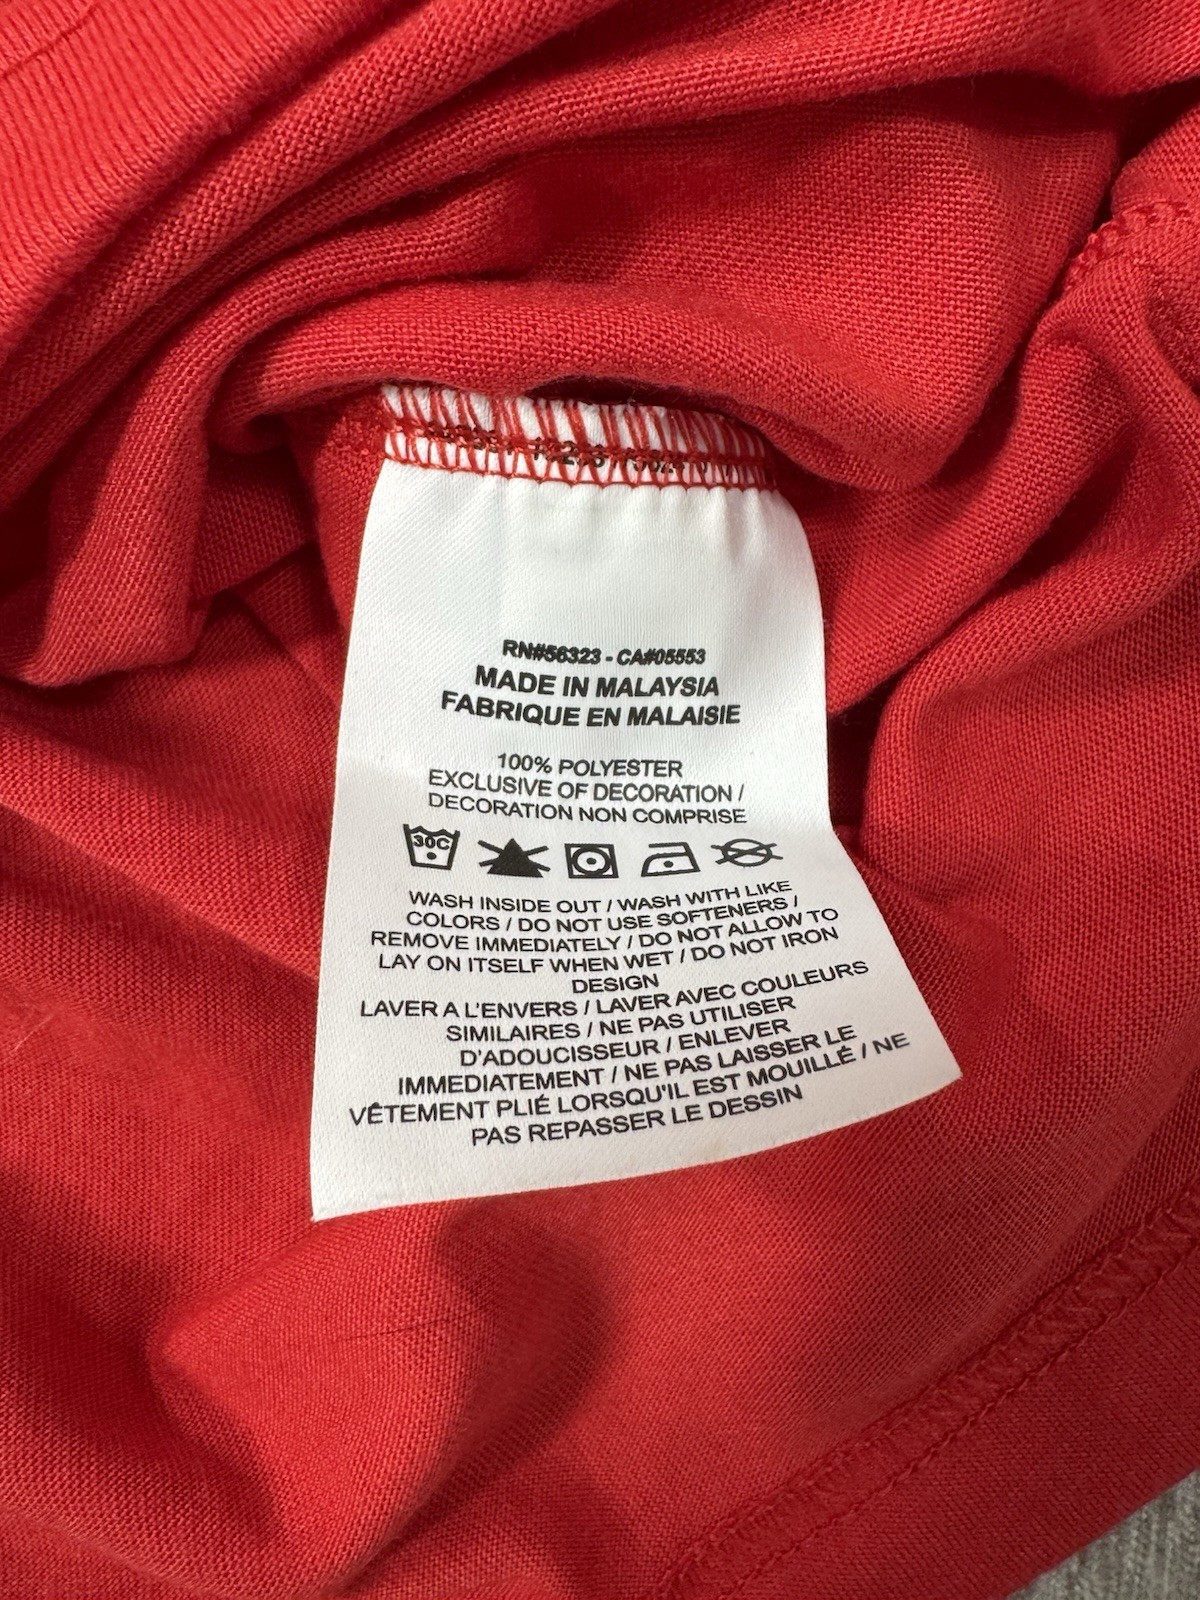 RN#56323 - CA#05553
MADE IN MALAYSIA
FABRIQUE EN MALAISIE
100% POLYESTER
EXCLUSIVE OF DECORATION /
DECORATION NON COMPRISE
30C
WASH INSIDE OUT / WASH WITH LIKE
COLORS / DO NOT USE SOFTENERS /
REMOVE IMMEDIATELY / DO NOT ALLOW TO
LAY ON ITSELF WHEN WET / DO NOT IRON
DESIGN
LAVER A L'ENVERS / LAVER AVEC COULEURS
SIMILAIRES / NE PAS UTILISER
D'ADOUCISSEUR / ENLEVER
IMMEDIATEMENT / NE PAS LAISSER LE
VÊTEMENT PLIÉ LORSQU'IL EST MOUILLÉ / NE
PAS REPASSER LE DESSIN